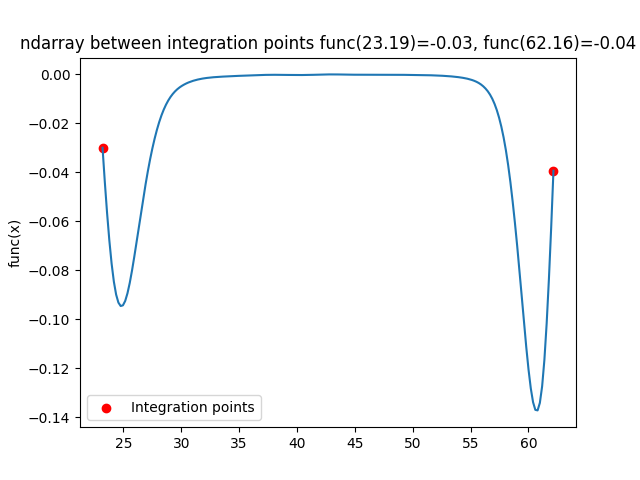 ndarray between integration points func(23.19)=-0.03, func(62.16)=-0.04
0.00
−0.02
−0.04
−0.06
−0.08
−0.10
−0.12
−0.14
func(x)
Integration points
25 30 35 40 45 50 55 60